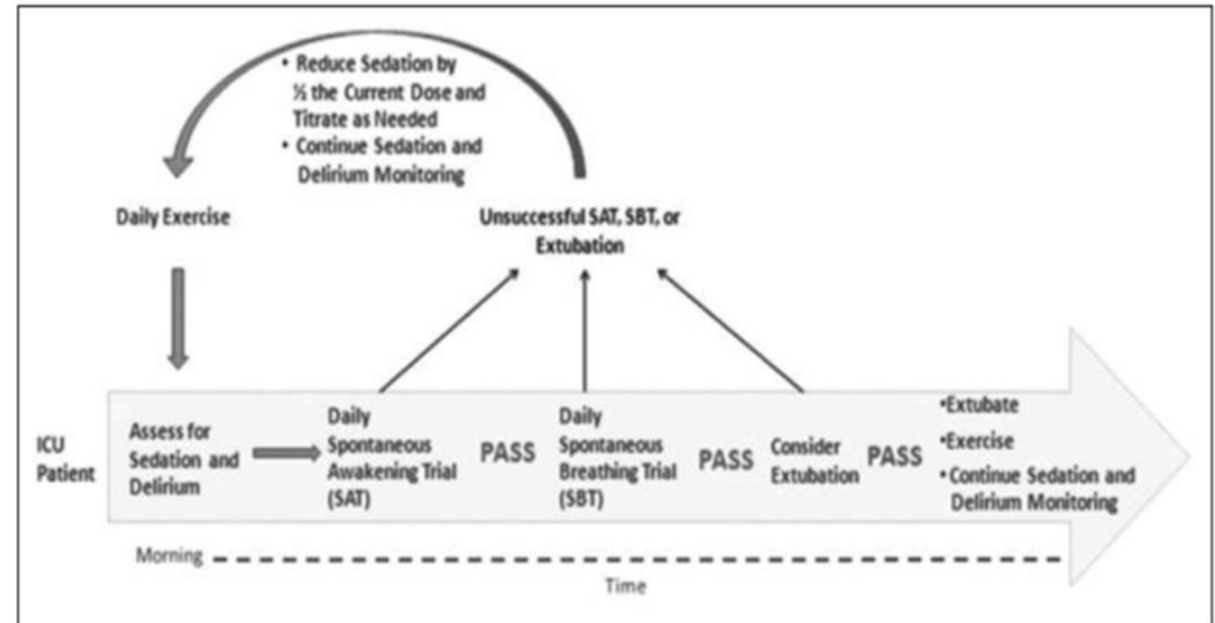 • Reduce Sedation by
½ the Current Dose and
Titrate as Needed
• Continue Sedation and
Delirium Monitoring
Daily Exercise
Unsuccessful SAT, SBT, or
Extubation
ICU
Patient
Assess for
Sedation and
Delirium
Daily
Spontaneous
Awakening Trial
(SAT)
PASS
Daily
Spontaneous
Breathing Trial
(SBT)
PASS
Consider
Extubation
PASS
•Extubate
•Exercise
•Continue Sedation and
Delirium Monitoring
Morning
Time